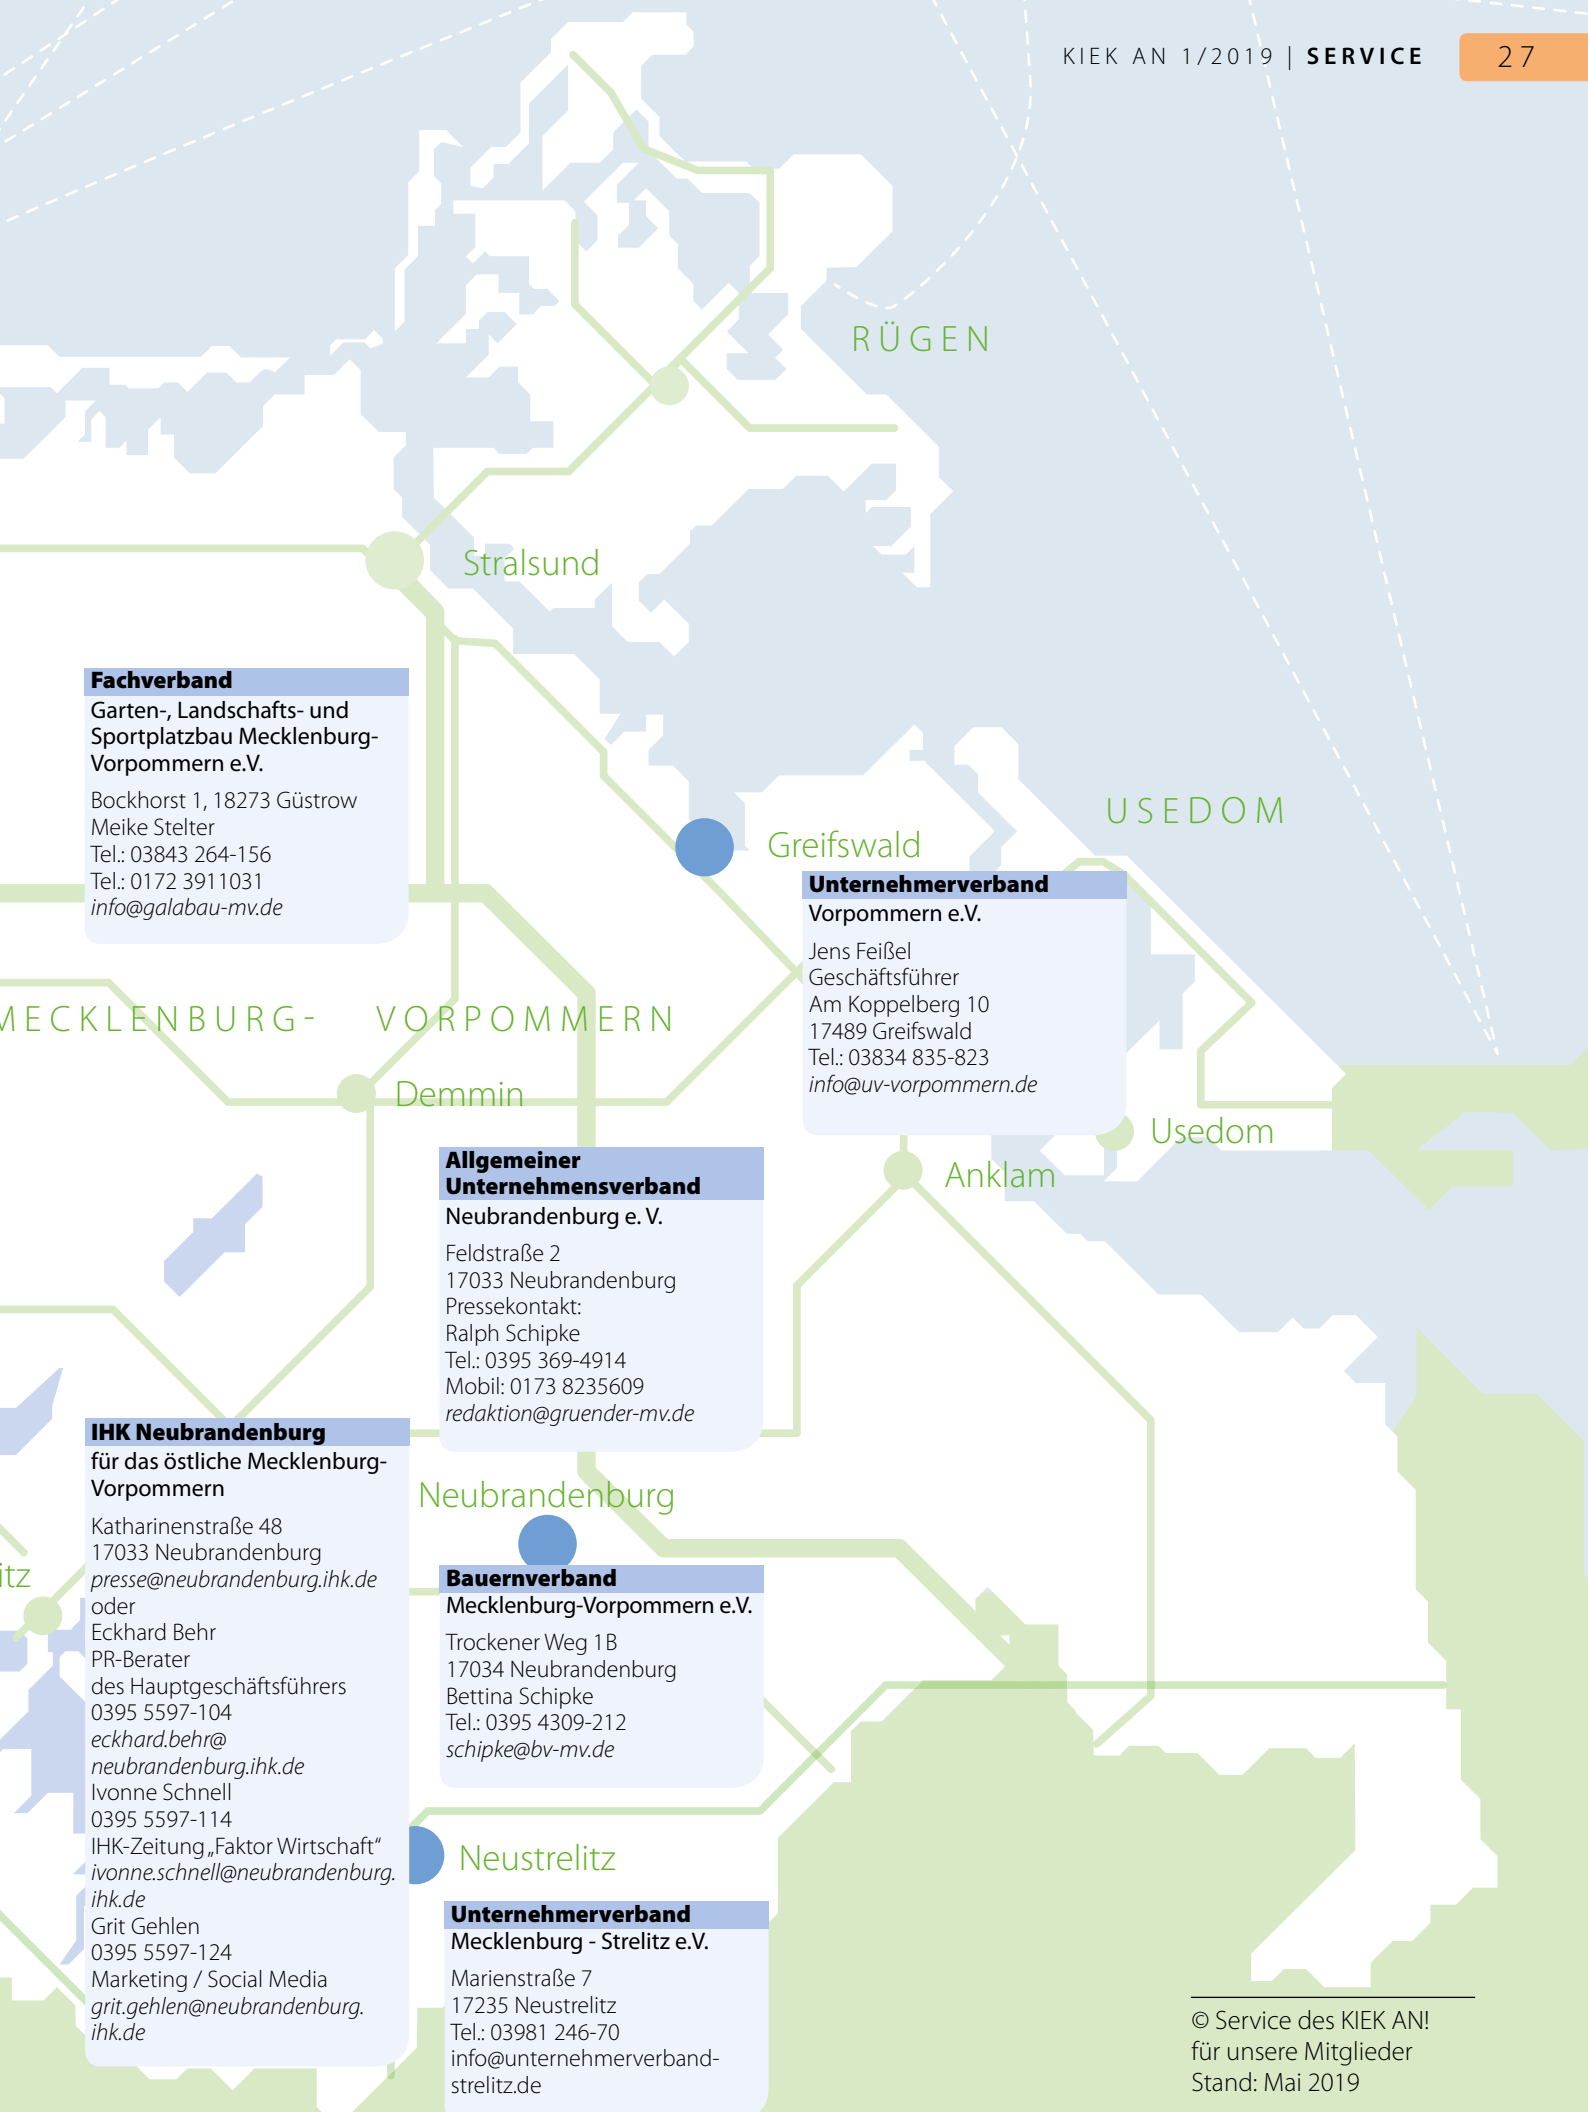 KIEK AN 1/2019 | SERVICE 27
RÜGEN
Stralsund
Fachverband
Garten-, Landschafts- und
Sportplatzbau Mecklenburg-
Vorpommern e.V.
Bockhorst 1, 18273 Güstrow
Meike Stelter
Tel.: 03843 264-156
Tel.: 0172 3911031
info@galabau-mv.de
USEDOM
Greifswald
Unternehmerverband
Vorpommern e.V.
Jens Feißel
Geschäftsführer
Am Koppelberg 10
17489 Greifswald
Tel.: 03834 835-823
info@uv-vorpommern.de
MECKLENBURG- VORPOMMERN
Demmin
Usedom
Anklam
Allgemeiner
Unternehmensverband
Neubrandenburg e. V.
Feldstraße 2
17033 Neubrandenburg
Pressekontakt:
Ralph Schipke
Tel.: 0395 369-4914
Mobil: 0173 8235609
redaktion@gruender-mv.de
IHK Neubrandenburg
für das östliche Mecklenburg-
Vorpommern
Katharinenstraße 48
17033 Neubrandenburg
presse@neubrandenburg.ihk.de
oder
Eckhard Behr
PR-Berater
des Hauptgeschäftsführers
0395 5597-104
eckhard.behr@
neubrandenburg.ihk.de
Ivonne Schnell
0395 5597-114
IHK-Zeitung „Faktor Wirtschaft“
ivonne.schnell@neubrandenburg.
ihk.de
Grit Gehlen
0395 5597-124
Marketing / Social Media
grit.gehlen@neubrandenburg.
ihk.de
itz
Neubrandenburg
Bauernverband
Mecklenburg-Vorpommern e.V.
Trockener Weg 1B
17034 Neubrandenburg
Bettina Schipke
Tel.: 0395 4309-212
schipke@bv-mv.de
Neustrelitz
Unternehmerverband
Mecklenburg - Strelitz e.V.
Marienstraße 7
17235 Neustrelitz
Tel.: 03981 246-70
info@unternehmerverband-
strelitz.de
© Service des KIEK AN!
für unsere Mitglieder
Stand: Mai 2019